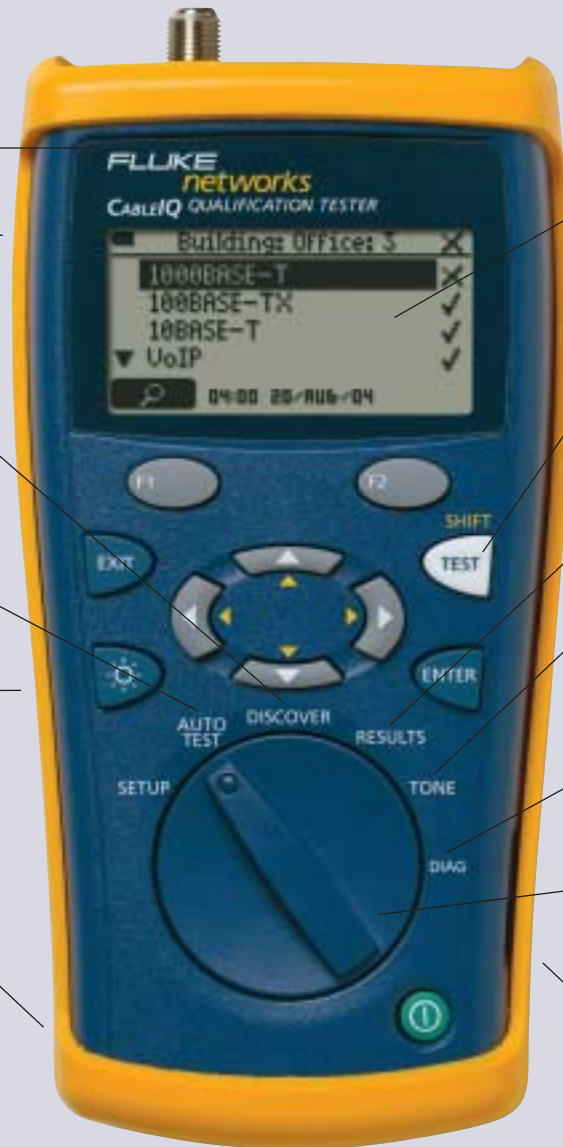 FLUKE
networks
CABLEIQ QUALIFICATION TESTER
Building: Office: 3 X
1000BASE-T X
100BASE-TX ✓
10BASE-T ✓
▼ VoIP ✓
04:00 20/AUG/04
F1 F2
SHIFT
EXIT TEST
ENTER
AUTO TEST
DISCOVER
RESULTS
SETUP
TONE
DIAG